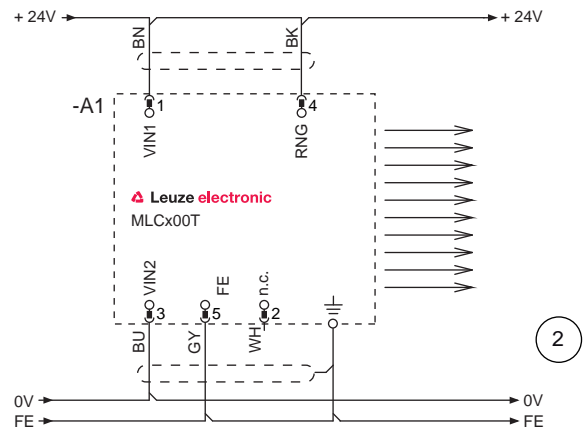 + 24V
+ 24V
BN
BK
-A1
1
4
VIN1
RNG
Leuze electronic
MLCx00T
VIN2
FE
n.c.
3
5
2
BU
GY
WH
2
0V
0V
FE
FE